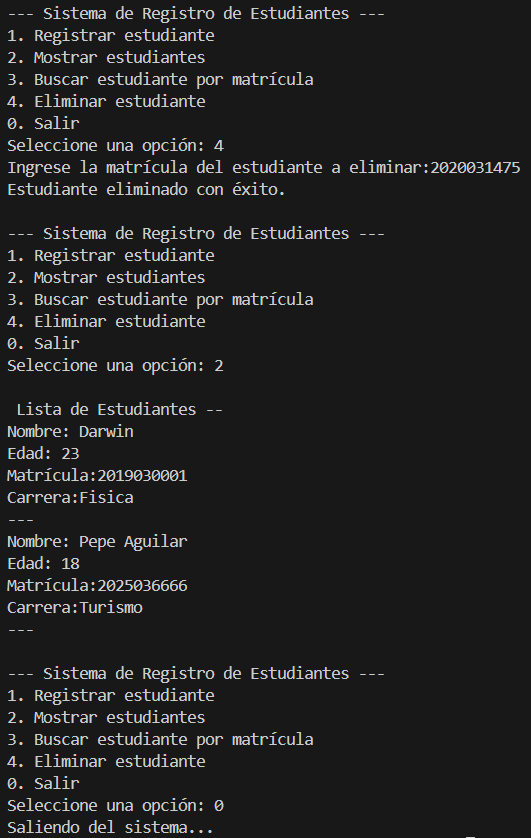 --- Sistema de Registro de Estudiantes ---
1. Registrar estudiante
2. Mostrar estudiantes
3. Buscar estudiante por matrícula
4. Eliminar estudiante
0. Salir
Seleccione una opción: 4
Ingrese la matrícula del estudiante a eliminar:2020031475
Estudiante eliminado con éxito.

--- Sistema de Registro de Estudiantes ---
1. Registrar estudiante
2. Mostrar estudiantes
3. Buscar estudiante por matrícula
4. Eliminar estudiante
0. Salir
Seleccione una opción: 2

 Lista de Estudiantes --
Nombre: Darwin
Edad: 23
Matrícula:2019030001
Carrera:Fisica
---
Nombre: Pepe Aguilar
Edad: 18
Matrícula:2025036666
Carrera:Turismo
---

--- Sistema de Registro de Estudiantes ---
1. Registrar estudiante
2. Mostrar estudiantes
3. Buscar estudiante por matrícula
4. Eliminar estudiante
0. Salir
Seleccione una opción: 0
Saliendo del sistema...